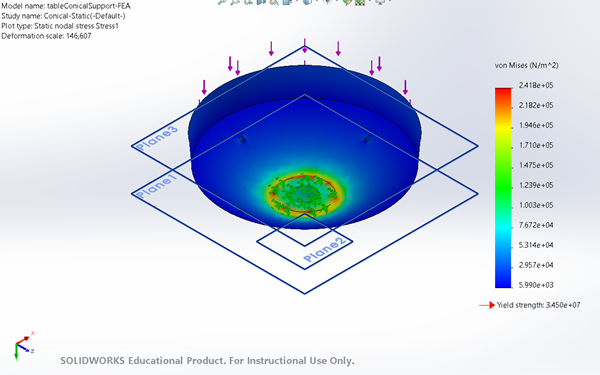 Model name: tableConicalSupport-FEA
Study name: Conical-Static(-Default-)
Plot type: Static nodal stress Stress1
Deformation scale: 146,607
von Mises (N/m^2)
2.418e+05
2.182e+05
1.946e+05
1.710e+05
1.475e+05
1.239e+05
1.003e+05
7.672e+04
5.314e+04
2.957e+04
5.990e+03
Yield strength: 3.450e+07
Plane3
Plane1
Plane2
x
z
SOLIDWORKS Educational Product. For Instructional Use Only.